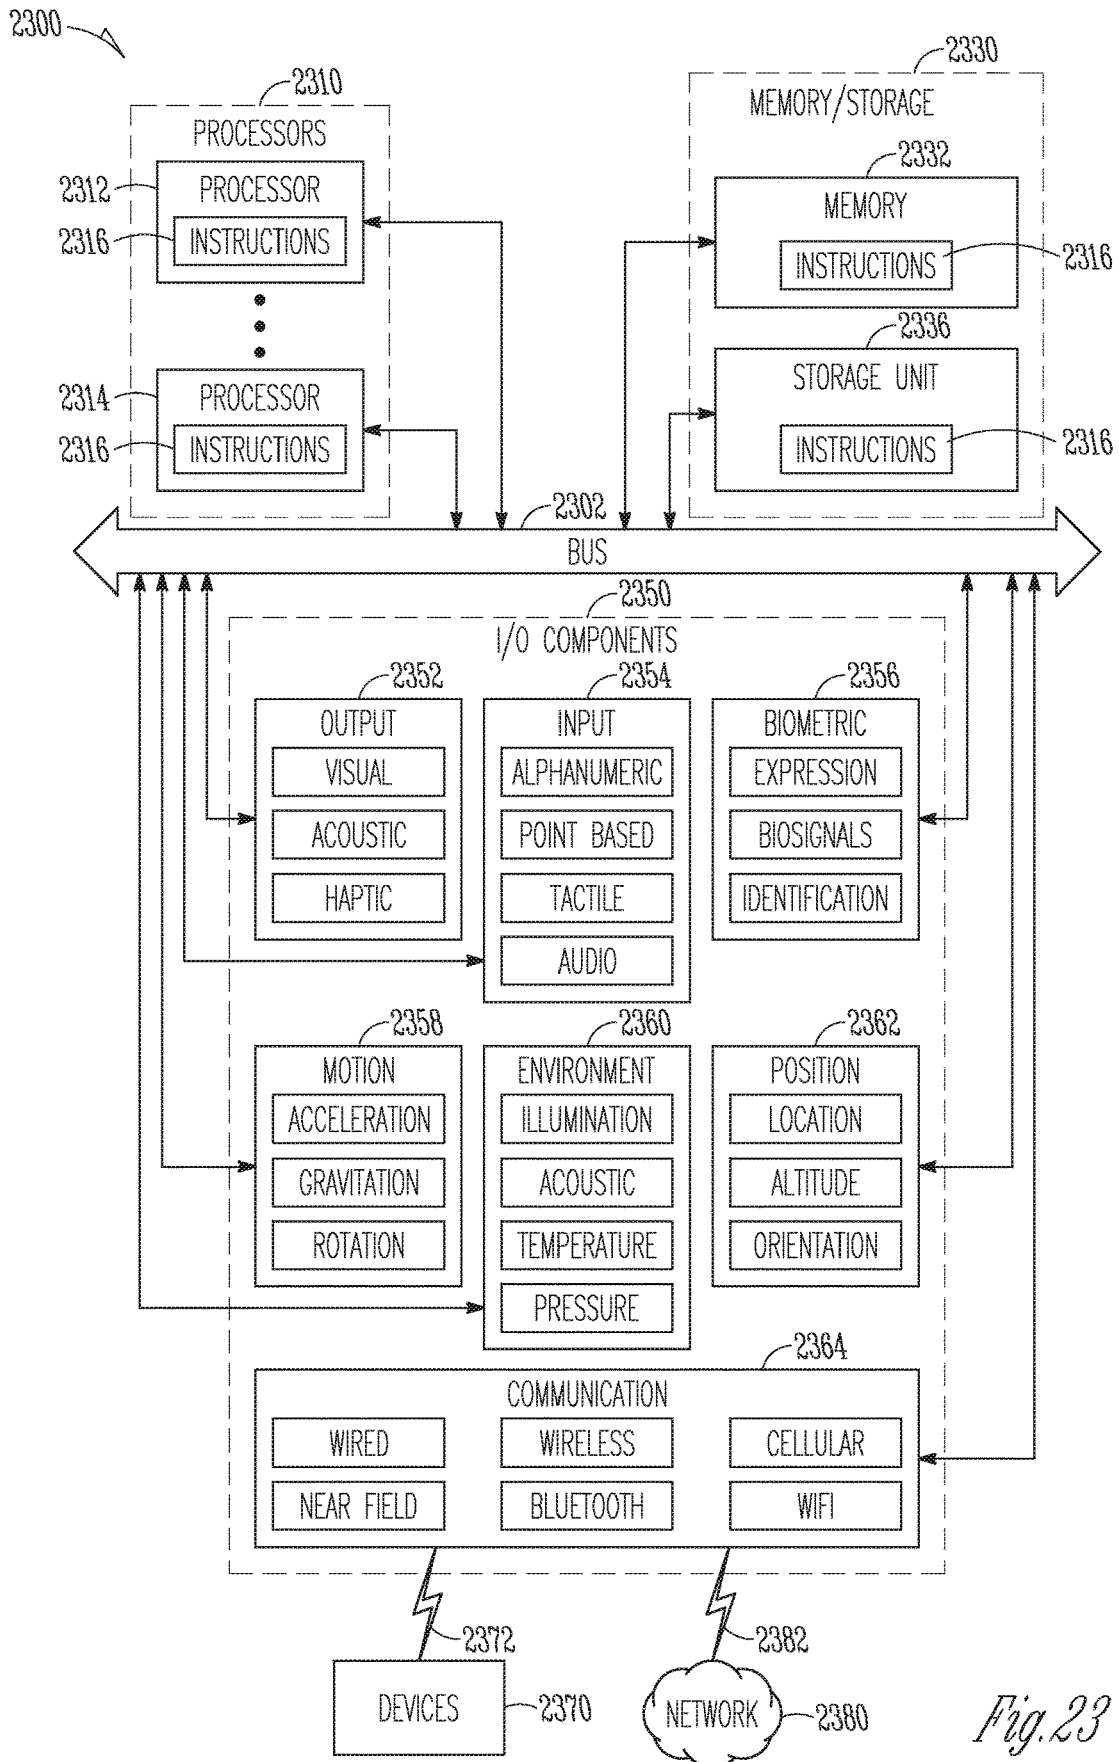 2300
2310
PROCESSORS
2312
PROCESSOR
2316
INSTRUCTIONS
2314
PROCESSOR
2316
INSTRUCTIONS
2330
MEMORY/STORAGE
2332
MEMORY
INSTRUCTIONS
2316
2336
STORAGE UNIT
INSTRUCTIONS
2316
2302
BUS
2350
I/O COMPONENTS
2352
OUTPUT
VISUAL
ACOUSTIC
HAPTIC
2354
INPUT
ALPHANUMERIC
POINT BASED
TACTILE
AUDIO
2356
BIOMETRIC
EXPRESSION
BIOSIGNALS
IDENTIFICATION
2358
MOTION
ACCELERATION
GRAVITATION
ROTATION
2360
ENVIRONMENT
ILLUMINATION
ACOUSTIC
TEMPERATURE
PRESSURE
2362
POSITION
LOCATION
ALTITUDE
ORIENTATION
2364
COMMUNICATION
WIRED
WIRELESS
CELLULAR
NEAR FIELD
BLUETOOTH
WIFI
2372
2382
DEVICES
2370
NETWORK
2380
Fig. 23